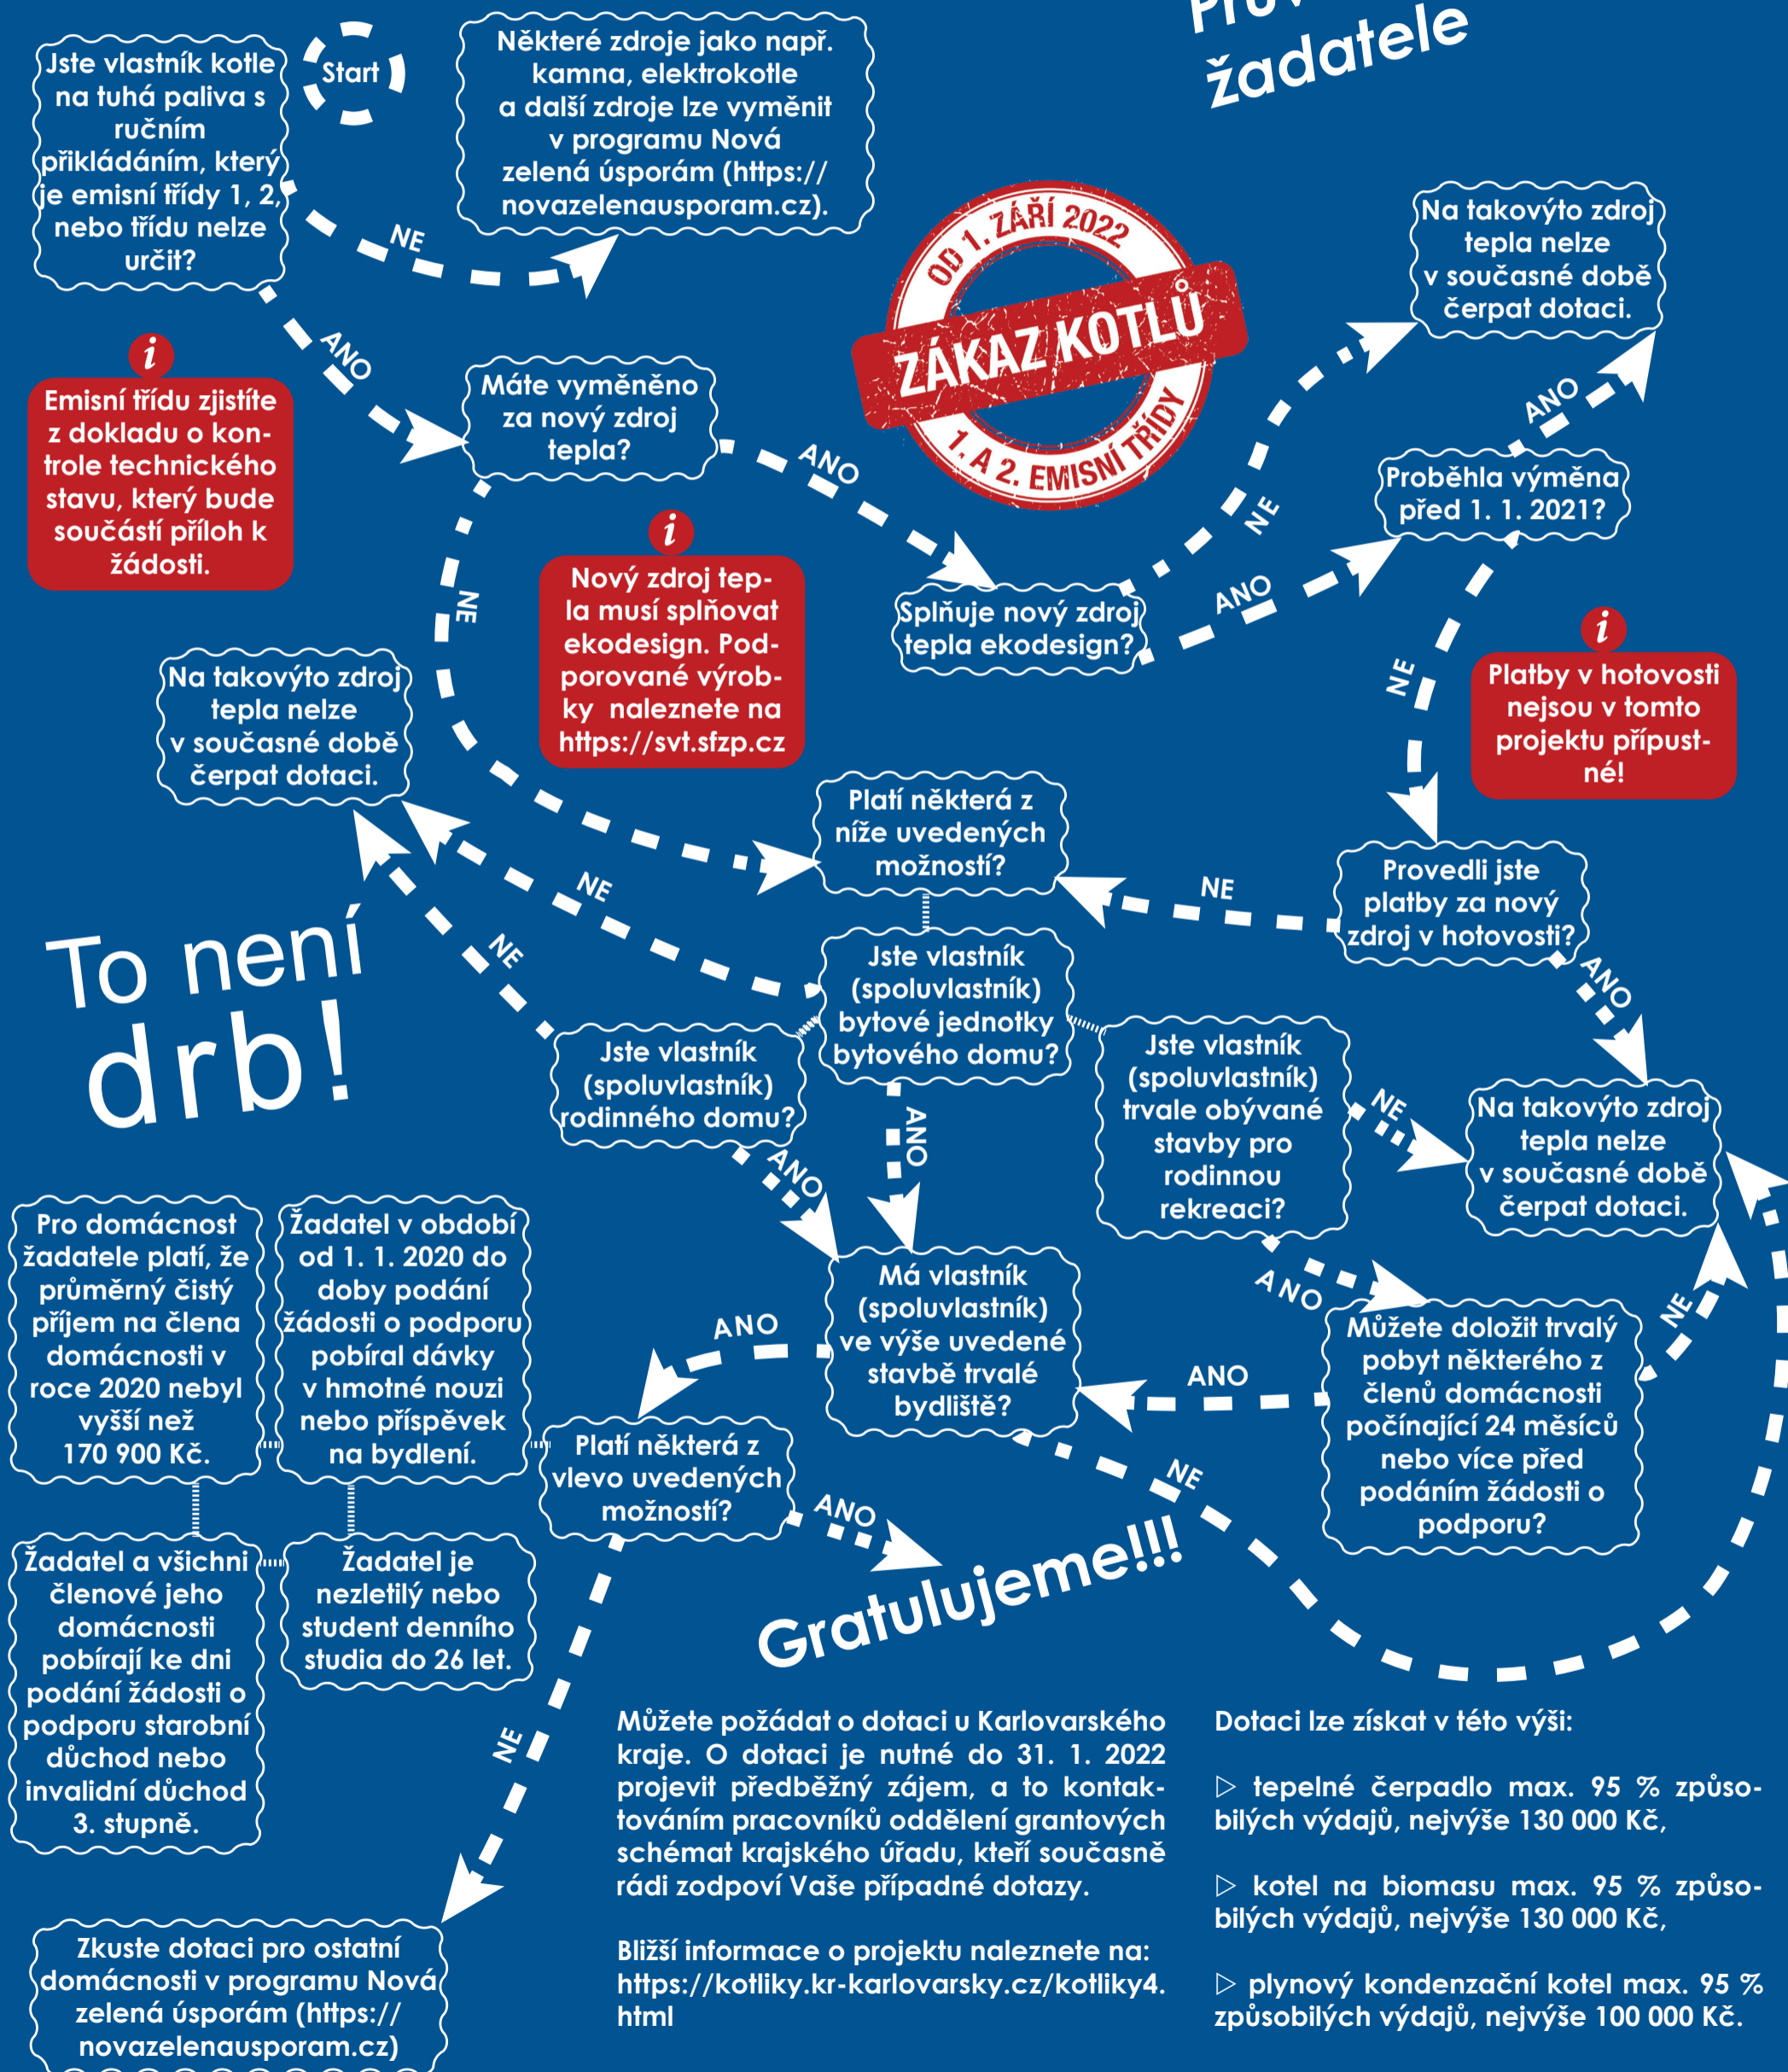 žadatele
Start
Jste vlastník kotle
na tuhá paliva s
ručním
přikládáním, který
je emisní třídy 1, 2,
nebo třídu nelze
určit?
NE
Některé zdroje jako např.
kamna, elektrokotle
a další zdroje lze vyměnit
v programu Nová
zelená úsporám (https://
novazelenausporam.cz).
ANO
i
Emisní třídu zjistíte
z dokladu o kon-
trole technického
stavu, který bude
součástí příloh k
žádosti.
Máte vyměněno
za nový zdroj
tepla?
ANO
NE
OD 1. ZÁŘÍ 2022
ZÁKAZ KOTLŮ
1. A 2. EMISNÍ TŘÍDY
Na takovýto zdroj
tepla nelze
v současné době
čerpat dotaci.
ANO
NE
Proběhla výměna
před 1. 1. 2021?
i
Nový zdroj tep-
la musí splňovat
ekodesign. Pod-
porované výrob-
ky naleznete na
https://svt.sfzp.cz
Splňuje nový zdroj
tepla ekodesign?
ANO
NE
i
Platby v hotovosti
nejsou v tomto
projektu přípust-
né!
Na takovýto zdroj
tepla nelze
v současné době
čerpat dotaci.
Platí některá z
níže uvedených
možností?
NE
Provedli jste
platby za nový
zdroj v hotovosti?
ANO
NE
NE
To není
drb!
Jste vlastník
(spoluvlastník)
bytové jednotky
bytového domu?
Jste vlastník
(spoluvlastník)
rodinného domu?
Jste vlastník
(spoluvlastník)
trvale obývané
stavby pro
rodinnou
rekreaci?
NE
Na takovýto zdroj
tepla nelze
v současné době
čerpat dotaci.
ANO
ANO
ANO
Pro domácnost
žadatele platí, že
průměrný čistý
příjem na člena
domácnosti v
roce 2020 nebyl
vyšší než
170 900 Kč.
Žadatel v období
od 1. 1. 2020 do
doby podání
žádosti o podporu
pobíral dávky
v hmotné nouzi
nebo příspěvek
na bydlení.
ANO
Má vlastník
(spoluvlastník)
ve výše uvedené
stavbě trvalé
bydliště?
ANO
Můžete doložit trvalý
pobyt některého z
členů domácnosti
počínající 24 měsíců
nebo více před
podáním žádosti o
podporu?
NE
NE
Platí některá z
vlevo uvedených
možností?
ANO
Žadatel a všichni
členové jeho
domácnosti
pobírají ke dni
podání žádosti o
podporu starobní
důchod nebo
invalidní důchod
3. stupně.
Žadatel je
nezletilý nebo
student denního
studia do 26 let.
NE
Gratulujeme!!!
Můžete požádat o dotaci u Karlovarského
kraje. O dotaci je nutné do 31. 1. 2022
projevit předběžný zájem, a to kontak-
továním pracovníků oddělení grantových
schémat krajského úřadu, kteří současně
rádi zodpoví Vaše případné dotazy.
Bližší informace o projektu naleznete na:
https://kotliky.kr-karlovarsky.cz/kotliky4.
html
Dotaci lze získat v této výši:
▷ tepelné čerpadlo max. 95 % způso-
bilých výdajů, nejvýše 130 000 Kč,
▷ kotel na biomasu max. 95 % způso-
bilých výdajů, nejvýše 130 000 Kč,
▷ plynový kondenzační kotel max. 95 %
způsobilých výdajů, nejvýše 100 000 Kč.
Zkuste dotaci pro ostatní
domácnosti v programu Nová
zelená úsporám (https://
novazelenausporam.cz)